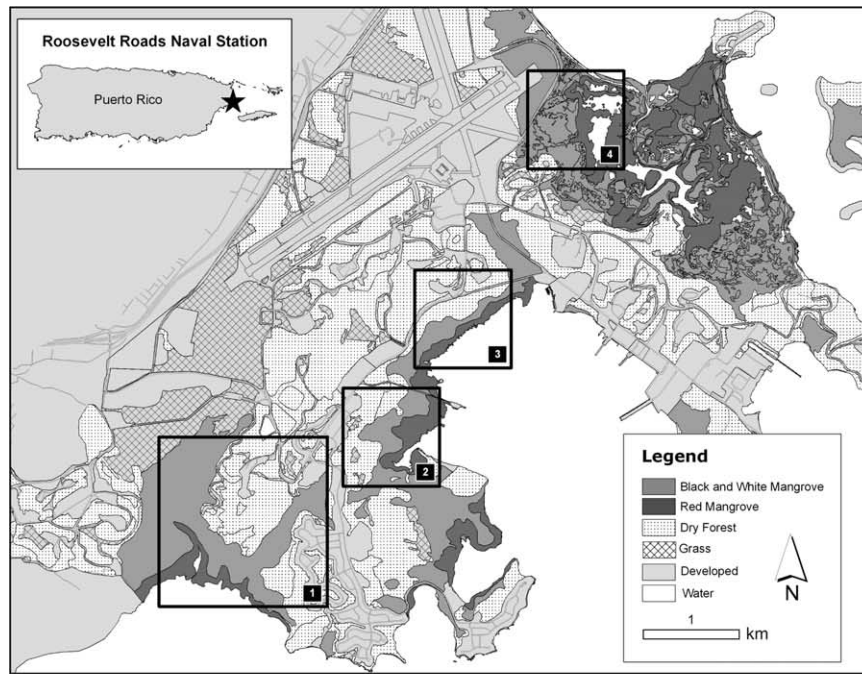 Roosevelt Roads Naval Station
Puerto Rico
4
3
2
1
Legend
Black and White Mangrove
Red Mangrove
Dry Forest
Grass
Developed
Water
N
1
km